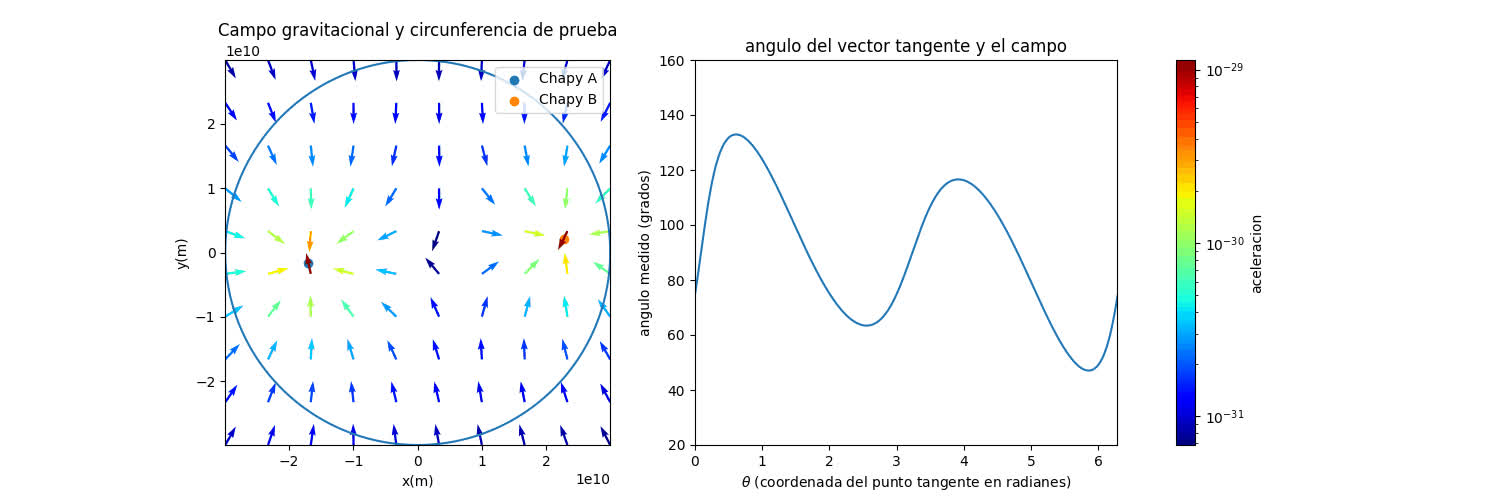 Campo gravitacional y circunferencia de prueba
1e10
Chapy A
Chapy B
2
1
0
−1
−2
y(m)
−2 −1 0 1 2
x(m)
1e10
angulo del vector tangente y el campo
160
140
120
100
80
60
40
20
angulo medido (grados)
0 1 2 3 4 5 6
θ (coordenada del punto tangente en radianes)
10⁻²⁹
10⁻³⁰
10⁻³¹
aceleracion